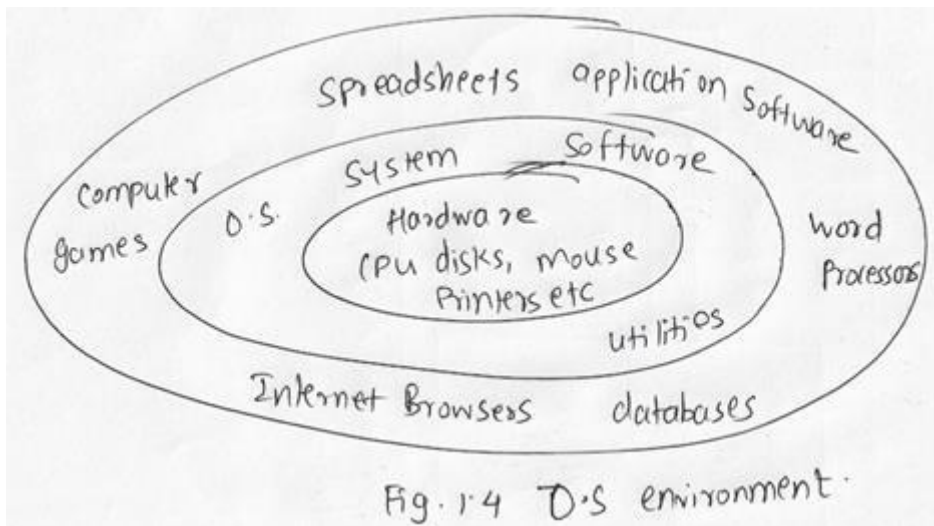 Spreadsheets application Software
Computer
games
System Software
O.S.
Hardware
CPU disks, mouse
Printers etc
word
Processors
utilities
Internet Browsers databases
Fig. 1.4 O.S environment.